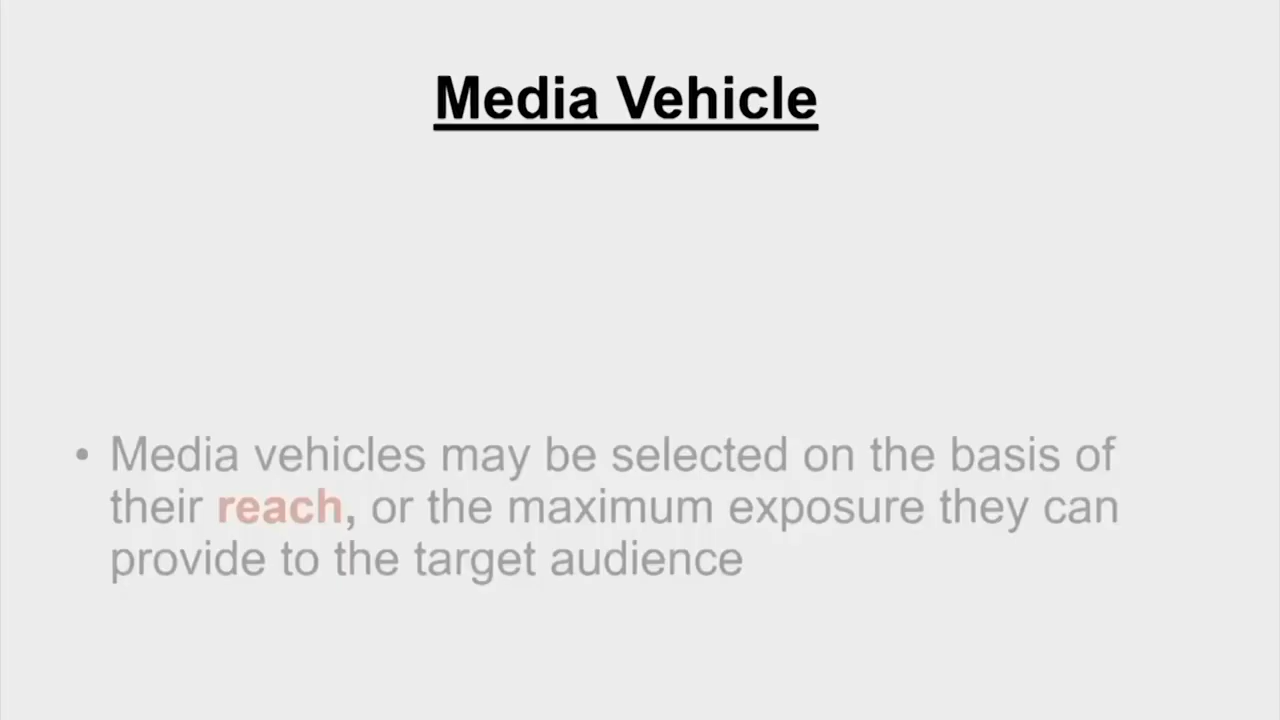 Media Vehicle
• Media vehicles may be selected on the basis of
their reach, or the maximum exposure they can
provide to the target audience